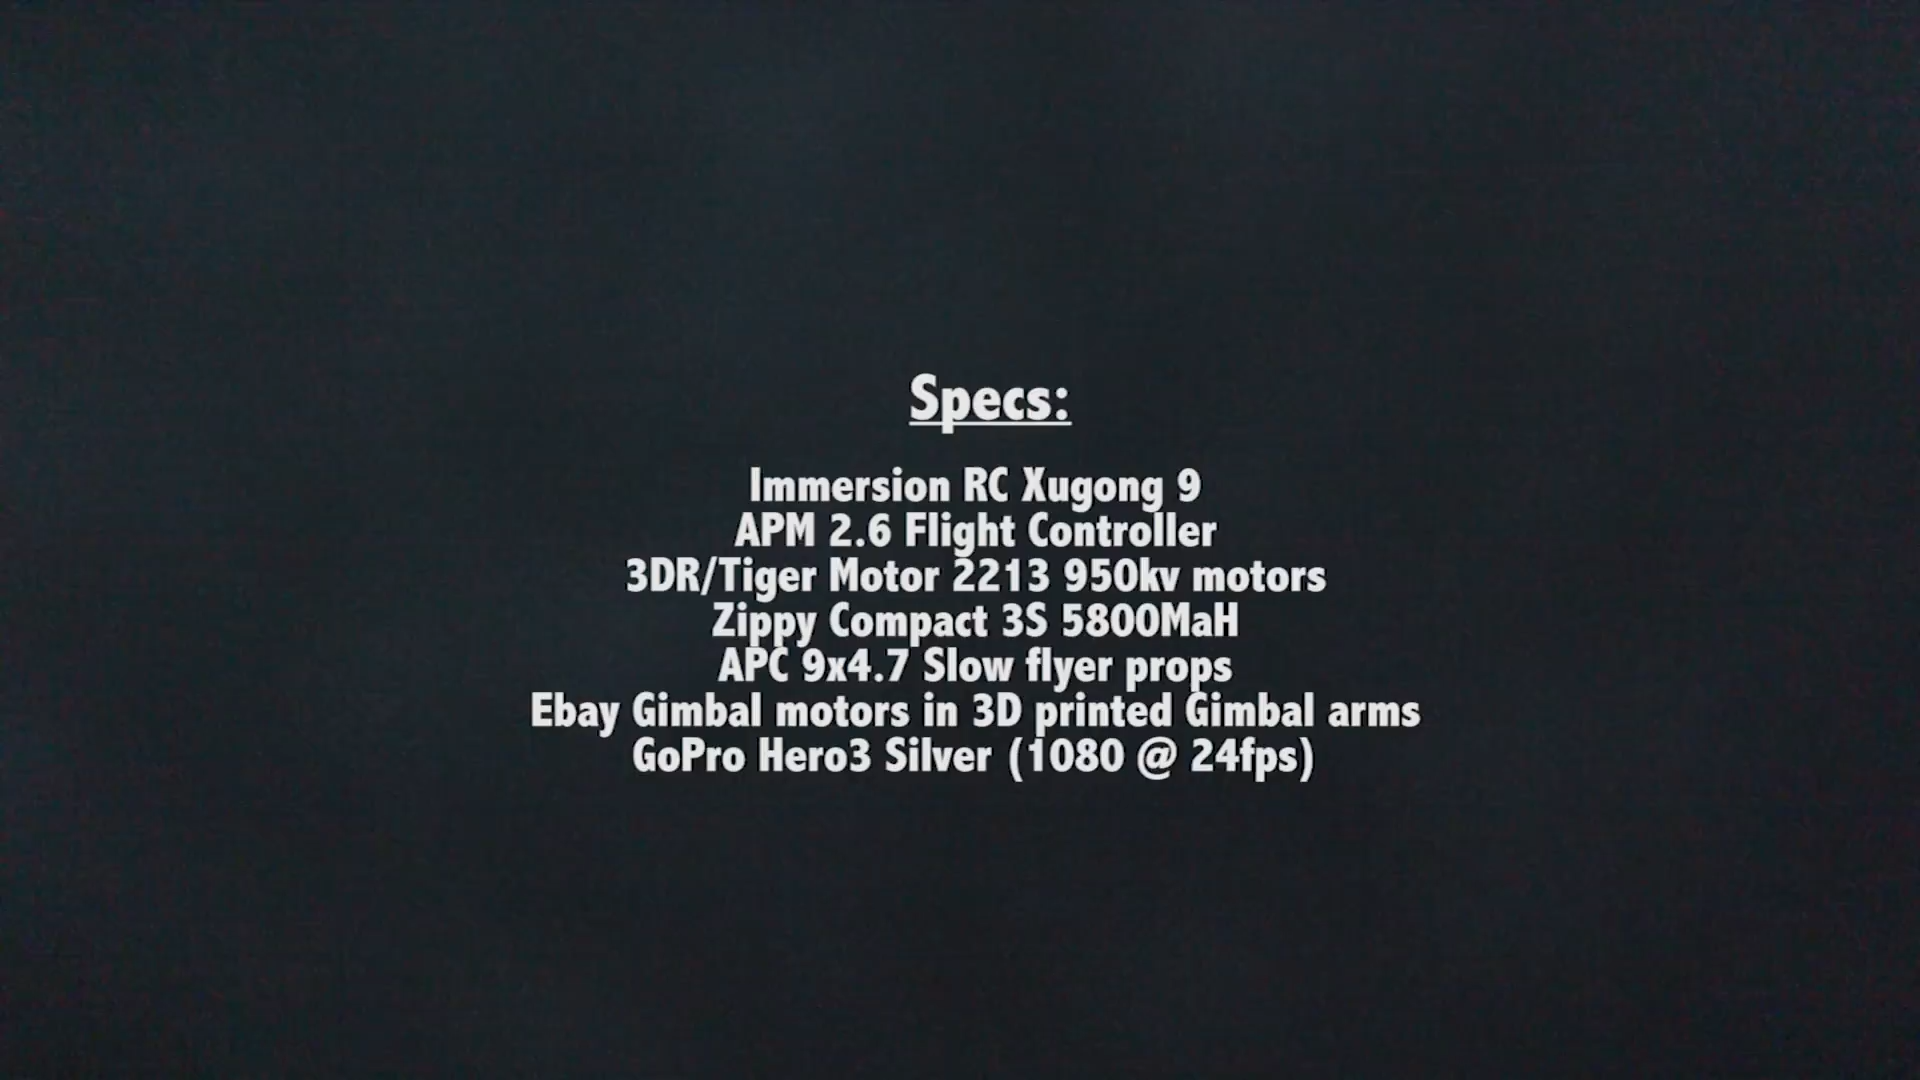 Specs:
Immersion RC Xugong 9
APM 2.6 Flight Controller
3DR/Tiger Motor 2213 950kv motors
Zippy Compact 3S 5800MaH
APC 9x4.7 Slow flyer props
Ebay Gimbal motors in 3D printed Gimbal arms
GoPro Hero3 Silver (1080 @ 24fps)